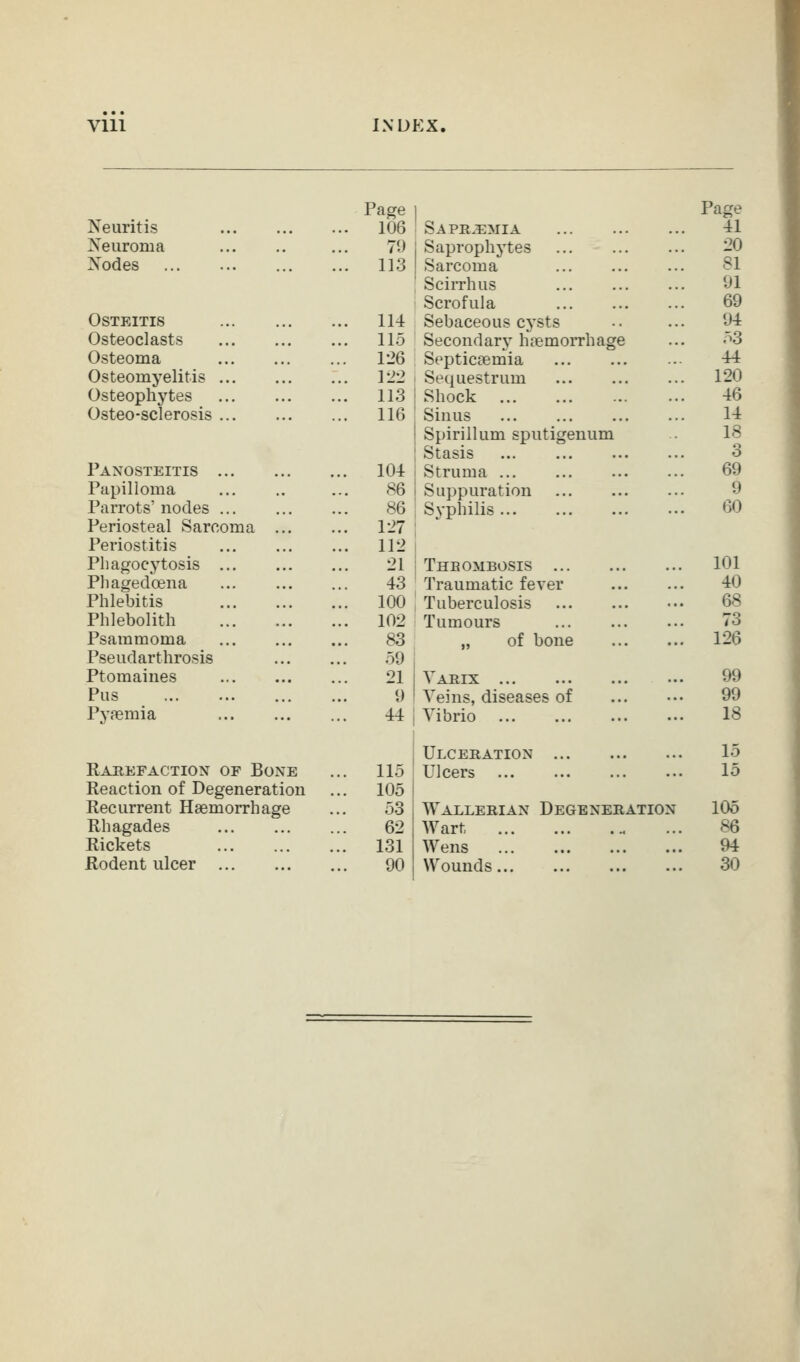 viii INDEX.
Page
Neuritis ... ... ... 106
Neuroma ... .. ... 79
Nodes ... ... ... ... 113
Osteitis ... ... ... 114
Osteoclasts ... ... ... 115
Osteoma ... ... ... 126
Osteomyelitis ... ... ... 122
Osteophytes ... ... ... 113
Osteo-sclerosis ... ... ... 116
Panosteitis ... ... ... 104
Papilloma ... .. ... 86
Parrots' nodes ... ... ... 86
Periosteal Sarcoma ... ... 127
Periostitis ... ... ... 112
Phagocytosis ... ... ... 21
Phagedœna ... ... ... 43
Phlebitis ... ... ... 100
Phlebolith ... ... ... 102
Psammoma ... ... ... 83
Pseudarthrosis ... ... 59
Ptomaines ... ... ... 21
Pus ... ... ... ... 9
Pyæmia ... ... ... 44
Rarefaction of Bone ... 115
Reaction of Degeneration ... 105
Recurrent Hæmorrhage ... 53
Rhagades ... ... ... 62
Rickets ... ... ... 131
Rodent ulcer ... ... ... 90
Page
Sapræmia ... ... ... 41
Saprophytes ... ... ... 20
Sarcoma ... ... ... 81
Scirrhus ... ... ... 91
Scrofula ... ... ... 69
Sebaceous cysts .. ... 94
Secondary hæmorrhage ... 53
Septicæmia ... ... ... 44
Sequestrum ... ... ... 120
Shock ... ... ... ... 46
Sinus ... ... ... ... 14
Spirillum sputigenum .. 18
Stasis ... ... ... ... 3
Struma ... ... ... ... 69
Suppuration ... ... ... 9
Syphilis ... ... ... ... 60
Thrombosis ... ... ... 101
Traumatic fever ... ... 40
Tuberculosis ... ... ... 68
Tumours ... ... ... 73
„ of bone ... ... 126
Varix ... ... ... ... 99
Veins, diseases of ... ... 99
Vibrio ... ... ... ... 18
Ulceration ... ... ... 15
Ulcers ... ... ... ... 15
Wallerian Degeneration 105
Wart ... ... ... ... 86
Wens ... ... ... ... 94
Wounds ... ... ... ... 30